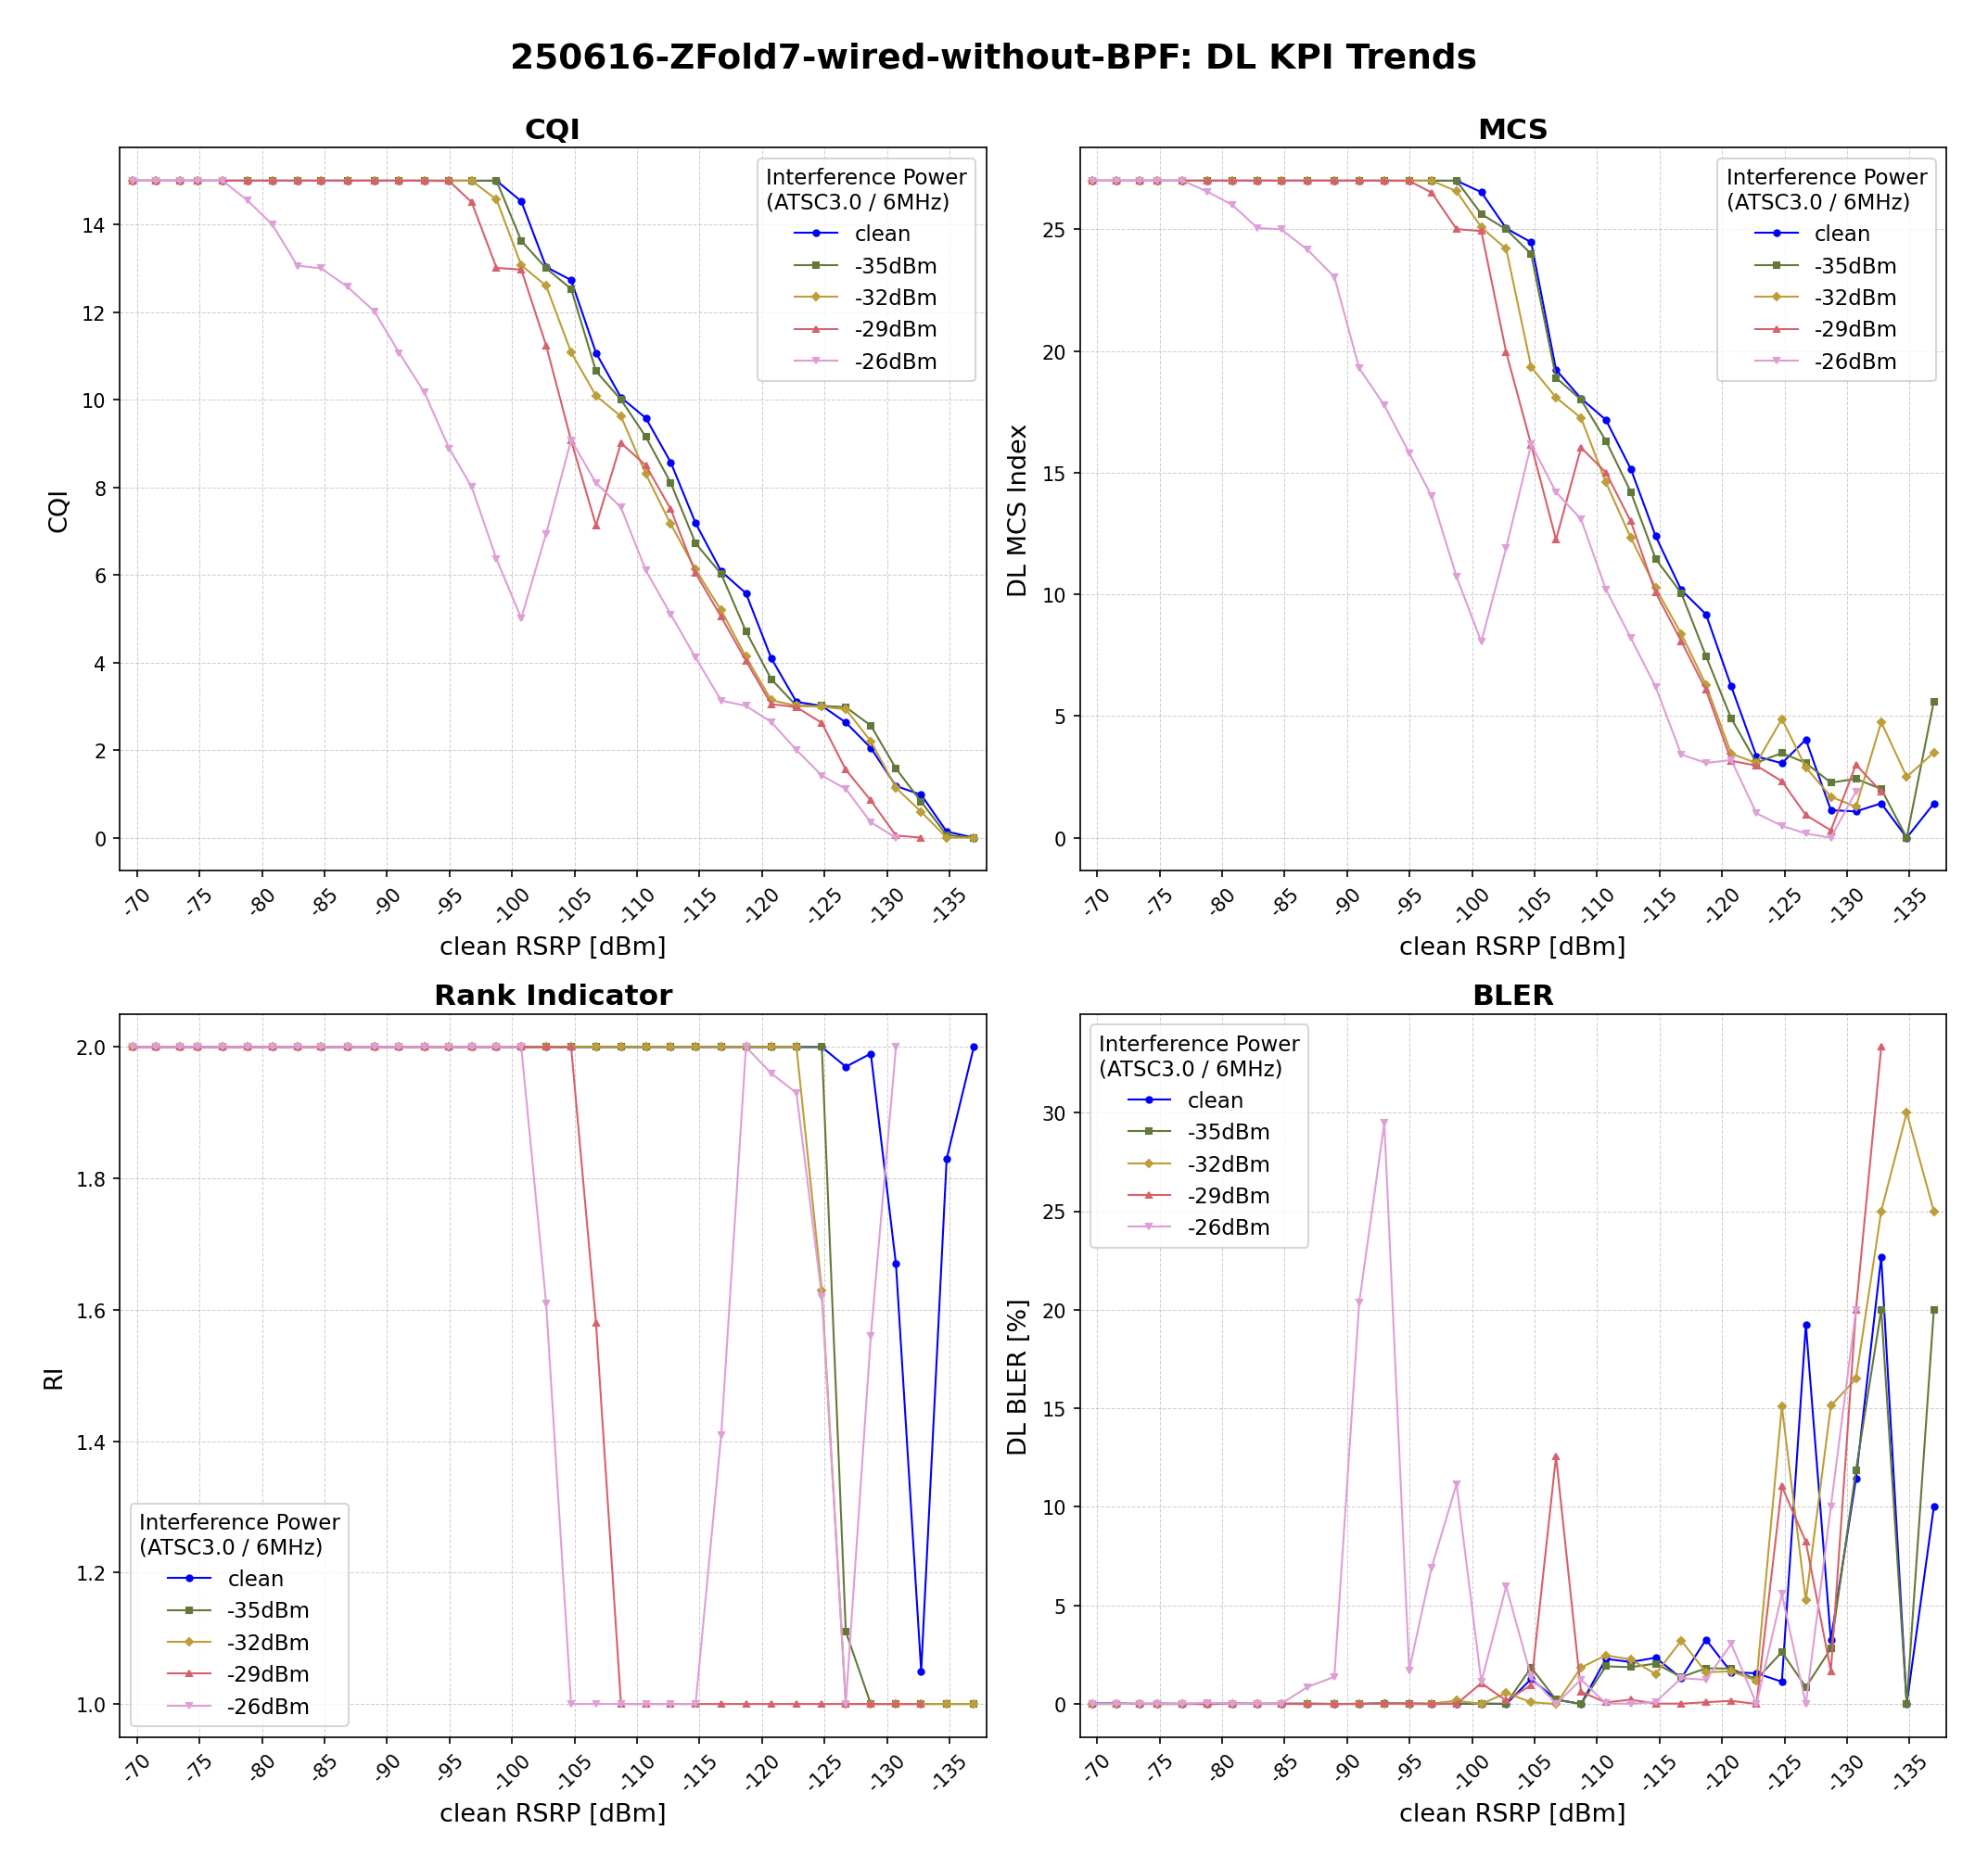 250616-ZFold7-wired-without-BPF: DL KPI Trends
CQI
CQI
14
12
10
8
6
4
2
0
Interference Power
(ATSC3.0 / 6MHz)
clean
-35dBm
-32dBm
-29dBm
-26dBm
-70
-75
-80
-85
-90
-95
-100
-105
-110
-115
-120
-125
-130
-135
clean RSRP [dBm]
MCS
DL MCS Index
25
20
15
10
5
0
Interference Power
(ATSC3.0 / 6MHz)
clean
-35dBm
-32dBm
-29dBm
-26dBm
-70
-75
-80
-85
-90
-95
-100
-105
-110
-115
-120
-125
-130
-135
clean RSRP [dBm]
Rank Indicator
RI
2.0
1.8
1.6
1.4
1.2
1.0
Interference Power
(ATSC3.0 / 6MHz)
clean
-35dBm
-32dBm
-29dBm
-26dBm
-70
-75
-80
-85
-90
-95
-100
-105
-110
-115
-120
-125
-130
-135
clean RSRP [dBm]
BLER
DL BLER [%]
30
25
20
15
10
5
0
Interference Power
(ATSC3.0 / 6MHz)
clean
-35dBm
-32dBm
-29dBm
-26dBm
-70
-75
-80
-85
-90
-95
-100
-105
-110
-115
-120
-125
-130
-135
clean RSRP [dBm]